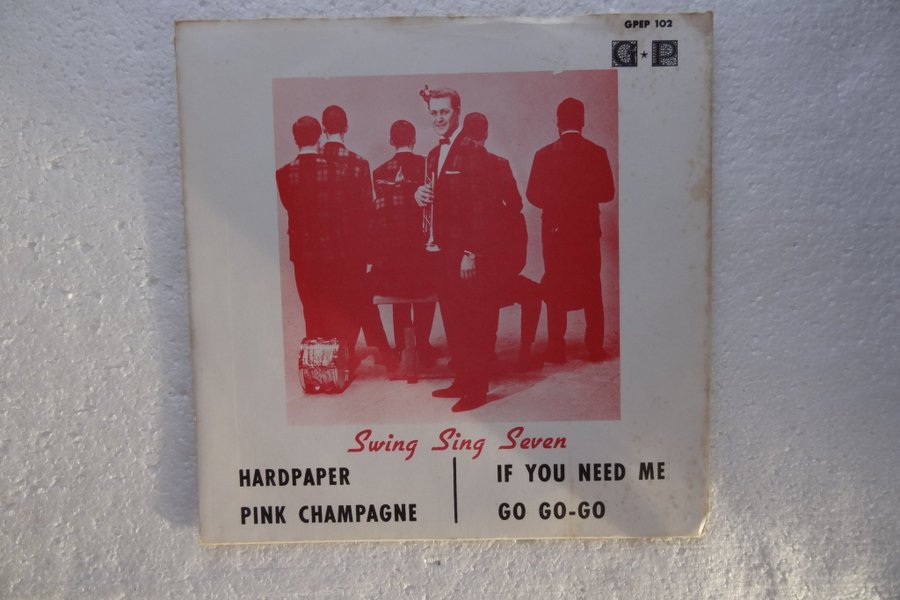 GPEP 102
G★P
Swing Sing Seven
HARDPAPER
PINK CHAMPAGNE
IF YOU NEED ME
GO GO-GO